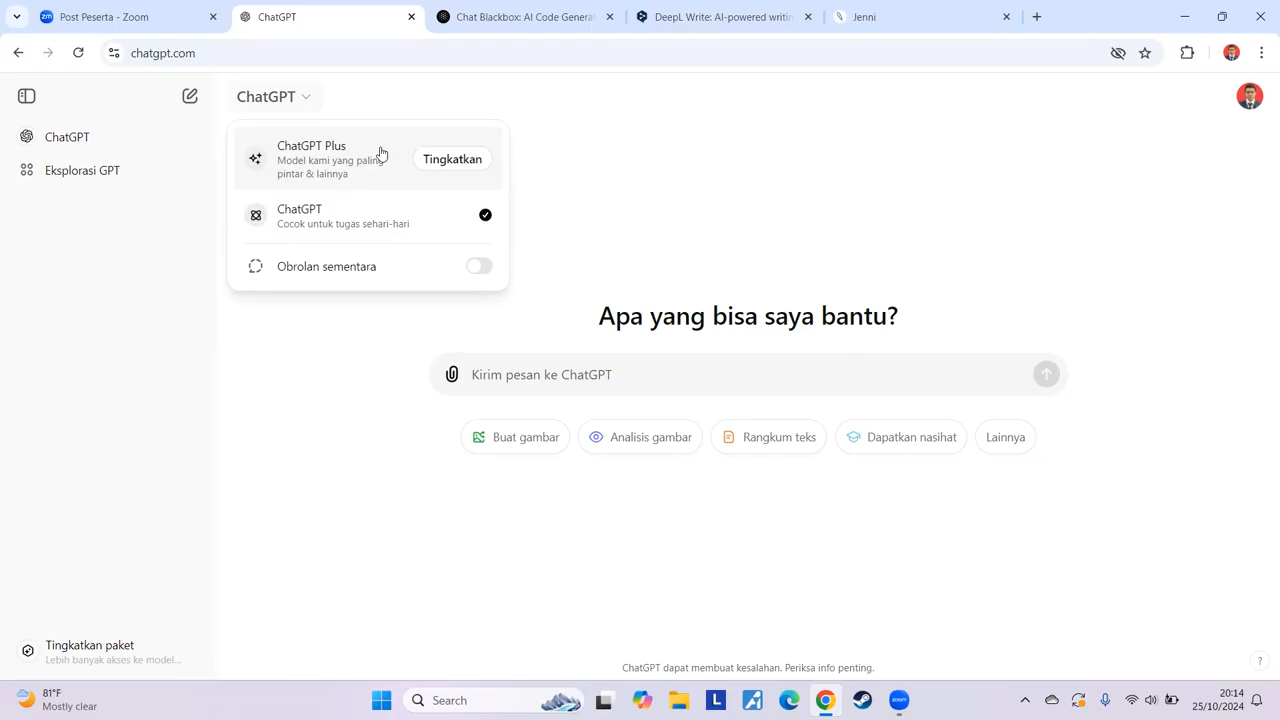 Post Peserta - Zoom
ChatGPT
Chat Blackbox: AI Code Generat
DeepL Write: AI-powered writin
Jenni
chatgpt.com
ChatGPT
ChatGPT
Eksplorasi GPT
ChatGPT Plus
Model kami yang paling
pintar & lainnya
Tingkatkan
ChatGPT
Cocok untuk tugas sehari-hari
Obrolan sementara
Apa yang bisa saya bantu?
Kirim pesan ke ChatGPT
Buat gambar
Analisis gambar
Rangkum teks
Dapatkan nasihat
Lainnya
Tingkatkan paket
Lebih banyak akses ke model...
ChatGPT dapat membuat kesalahan. Periksa info penting.
?
81°F
Mostly clear
Search
20:14
25/10/2024